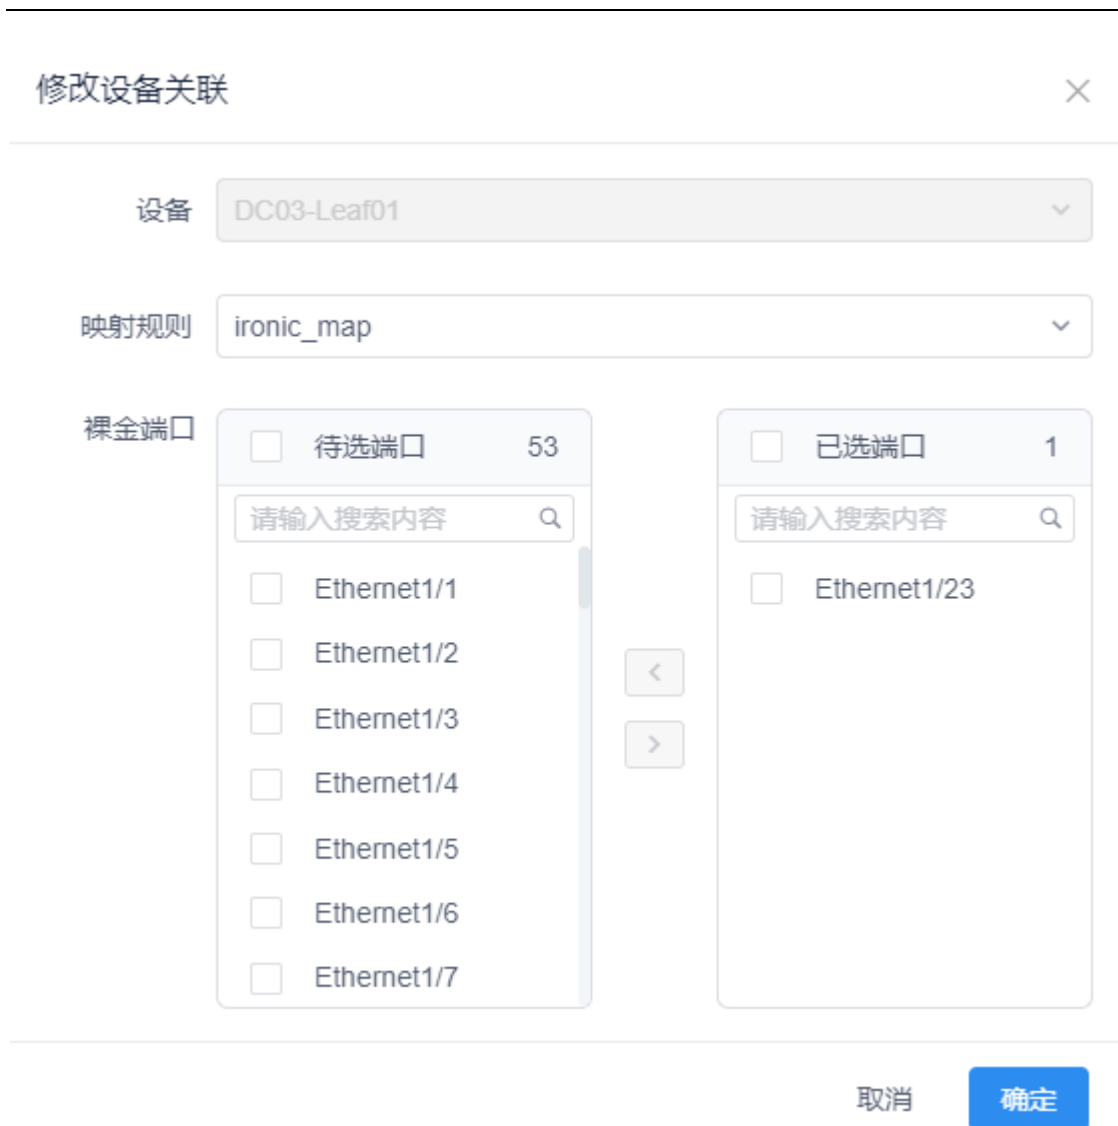 修改设备关联
设备 DC03-Leaf01
映射规则 ironic_map
裸金端口
待选端口 53
请输入搜索内容
Ethernet1/1
Ethernet1/2
Ethernet1/3
Ethernet1/4
Ethernet1/5
Ethernet1/6
Ethernet1/7
已选端口 1
请输入搜索内容
Ethernet1/23
取消 确定